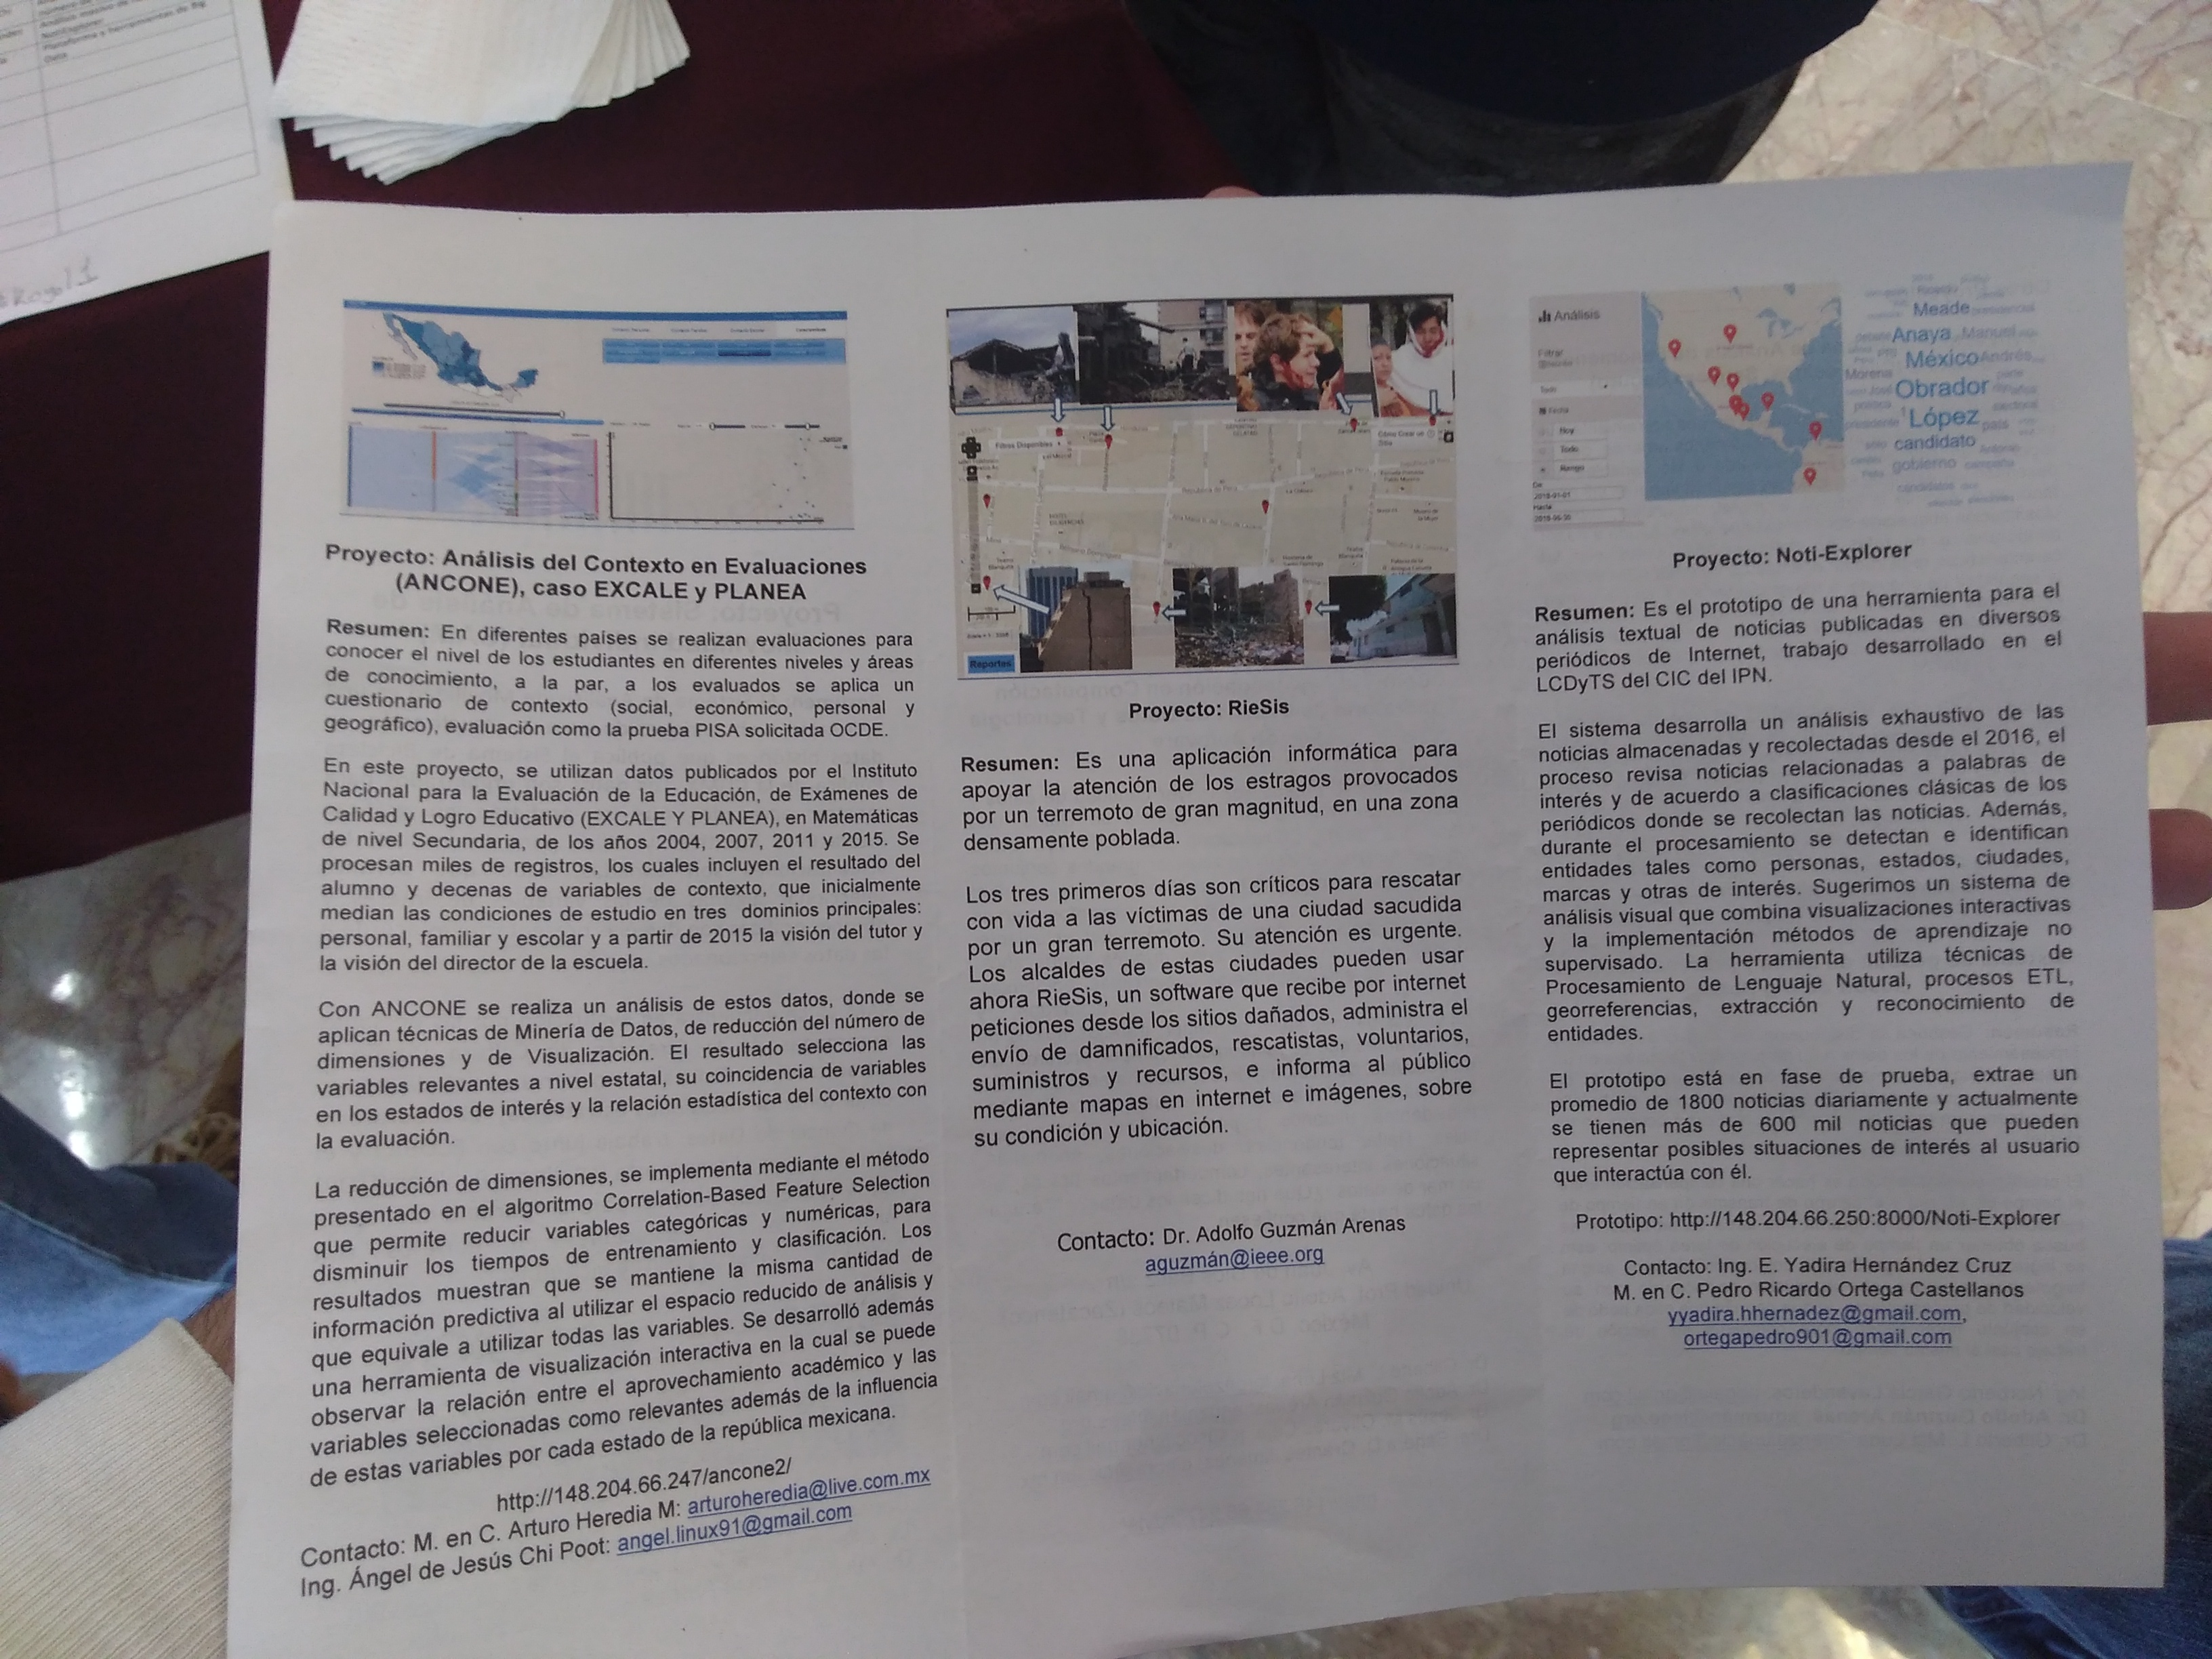 Proyecto: Análisis del Contexto en Evaluaciones
(ANCONE), caso EXCALE y PLANEA
Resumen: En diferentes países se realizan evaluaciones para
conocer el nivel de los estudiantes en diferentes niveles y áreas
de conocimiento, a la par, a los evaluados se aplica un
cuestionario de contexto (social, económico, personal y
geográfico), evaluación como la prueba PISA solicitada OCDE.
En este proyecto, se utilizan datos publicados por el Instituto
Nacional para la Evaluación de la Educación, de Exámenes de
Calidad y Logro Educativo (EXCALE Y PLANEA), en Matemáticas
de nivel Secundaria, de los años 2004, 2007, 2011 y 2015. Se
procesan miles de registros, los cuales incluyen el resultado del
alumno y decenas de variables de contexto, que inicialmente
median las condiciones de estudio en tres dominios principales:
personal, familiar y escolar y a partir de 2015 la visión del tutor y
la visión del director de la escuela.
Con ANCONE se realiza un análisis de estos datos, donde se
aplican técnicas de Minería de Datos, de reducción del número de
dimensiones y de Visualización. El resultado selecciona las
variables relevantes a nivel estatal, su coincidencia de variables
en los estados de interés y la relación estadística del contexto con
la evaluación.
La reducción de dimensiones, se implementa mediante el método
presentado en el algoritmo Correlation-Based Feature Selection
que permite reducir variables categóricas y numéricas, para
disminuir los tiempos de entrenamiento y clasificación. Los
resultados muestran que se mantiene la misma cantidad de
información predictiva al utilizar el espacio reducido de análisis y
que equivale a utilizar todas las variables. Se desarrolló además
una herramienta de visualización interactiva en la cual se puede
observar la relación entre el aprovechamiento académico y las
variables seleccionadas como relevantes además de la influencia
de estas variables por cada estado de la república mexicana.
http://148.204.66.247/ancone2/
Contacto: M. en C. Arturo Heredia M: arturoheredia@live.com.mx
Ing. Ángel de Jesús Chi Poot: angel.linux91@gmail.com
Filtros Disponibles
Reportes
Proyecto: RieSis
Resumen: Es una aplicación informática para
apoyar la atención de los estragos provocados
por un terremoto de gran magnitud, en una zona
densamente poblada.
Los tres primeros días son críticos para rescatar
con vida a las víctimas de una ciudad sacudida
por un gran terremoto. Su atención es urgente.
Los alcaldes de estas ciudades pueden usar
ahora RieSis, un software que recibe por internet
peticiones desde los sitios dañados, administra el
envío de damnificados, rescatistas, voluntarios,
suministros y recursos, e informa al público
mediante mapas en internet e imágenes, sobre
su condición y ubicación.
Contacto: Dr. Adolfo Guzmán Arenas
aguzmán@ieee.org
Análisis
Filtrar
Todo
Fecha
Hoy
Todo
Rango
De
2018-01-01
Hasta
2018-06-30
Meade
Anaya Manuel
México Andrés
Morena
Obrador
López
candidato
gobierno
candidatos
Proyecto: Noti-Explorer
Resumen: Es el prototipo de una herramienta para el
análisis textual de noticias publicadas en diversos
periódicos de Internet, trabajo desarrollado en el
LCDyTS del CIC del IPN.
El sistema desarrolla un análisis exhaustivo de las
noticias almacenadas y recolectadas desde el 2016, el
proceso revisa noticias relacionadas a palabras de
interés y de acuerdo a clasificaciones clásicas de los
periódicos donde se recolectan las noticias. Además,
durante el procesamiento se detectan e identifican
entidades tales como personas, estados, ciudades,
marcas y otras de interés. Sugerimos un sistema de
análisis visual que combina visualizaciones interactivas
y la implementación métodos de aprendizaje no
supervisado. La herramienta utiliza técnicas de
Procesamiento de Lenguaje Natural, procesos ETL,
georreferencias, extracción y reconocimiento de
entidades.
El prototipo está en fase de prueba, extrae un
promedio de 1800 noticias diariamente y actualmente
se tienen más de 600 mil noticias que pueden
representar posibles situaciones de interés al usuario
que interactúa con él.
Prototipo: http://148.204.66.250:8000/Noti-Explorer
Contacto: Ing. E. Yadira Hernández Cruz
M. en C. Pedro Ricardo Ortega Castellanos
yyadira.hhernadez@gmail.com,
ortegapedro901@gmail.com